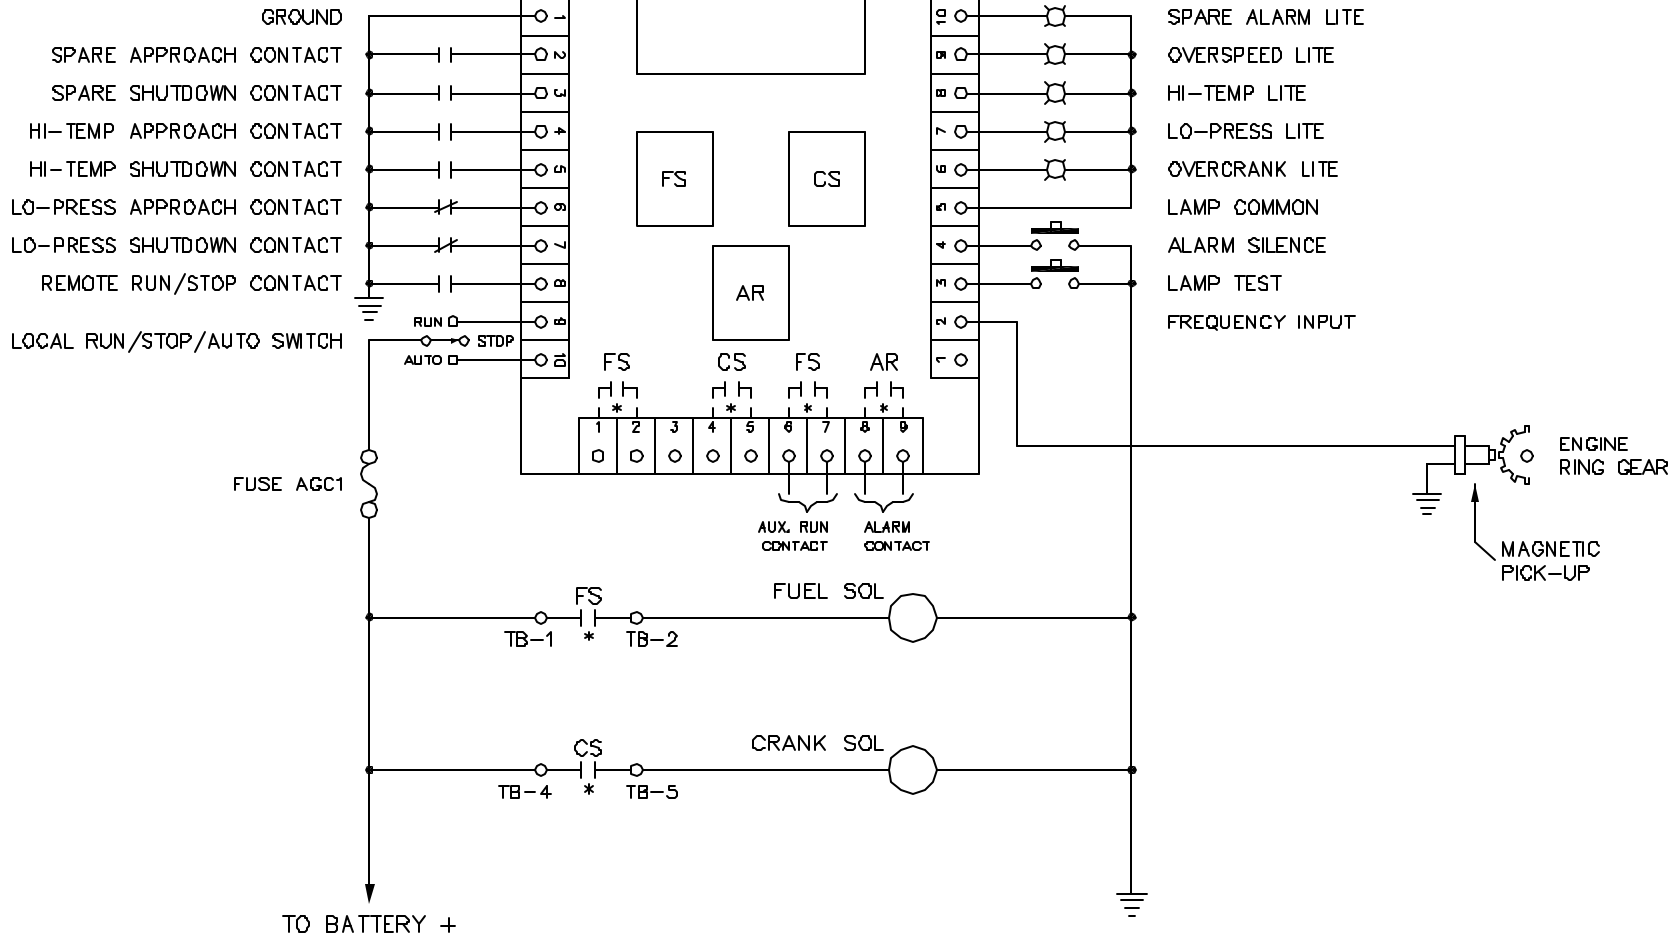 GROUND
SPARE APPROACH CONTACT
SPARE SHUTDOWN CONTACT
HI-TEMP APPROACH CONTACT
HI-TEMP SHUTDOWN CONTACT
LO-PRESS APPROACH CONTACT
LO-PRESS SHUTDOWN CONTACT
REMOTE RUN/STOP CONTACT
LOCAL RUN/STOP/AUTO SWITCH
RUN
STOP
AUTO
1
2
3
4
5
6
7
8
9
10
FS
CS
AR
10
9
8
7
6
5
4
3
2
1
SPARE ALARM LITE
OVERSPEED LITE
HI-TEMP LITE
LO-PRESS LITE
OVERCRANK LITE
LAMP COMMON
ALARM SILENCE
LAMP TEST
FREQUENCY INPUT
FS CS FS AR
* * * *
1 2 3 4 5 6 7 8 9
AUX. RUN
CONTACT
ALARM
CONTACT
FUSE AGC1
ENGINE
RING GEAR
MAGNETIC
PICK-UP
FS
FUEL SOL
TB-1 * TB-2
CS
CRANK SOL
TB-4 * TB-5
TO BATTERY +